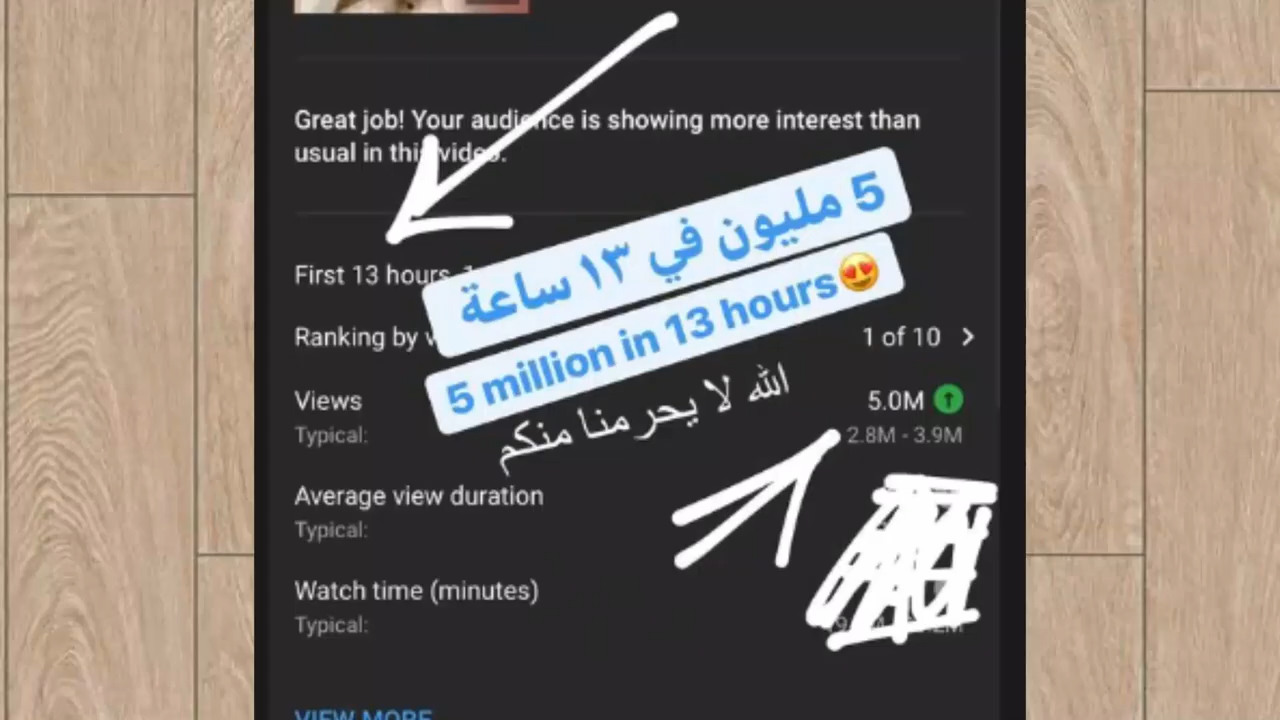 Great job! Your audience is showing more interest than
usual in this video.
5 مليون في ١٣ ساعة
First 13 hours
5 million in 13 hours😍
Ranking by
1 of 10 >
الله لا يحرمنا منكم
Views
5.0M
Typical:
2.8M - 3.9M
Average view duration
Typical:
Watch time (minutes)
Typical:
VIEW MORE